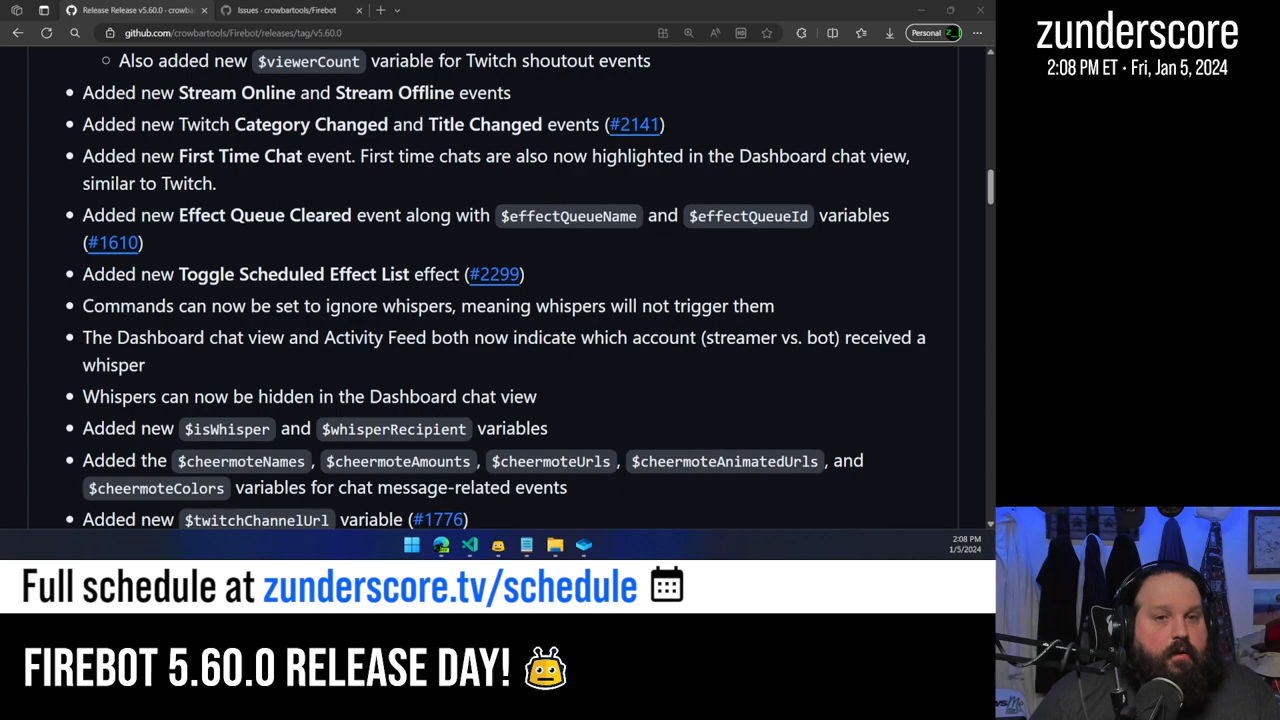 Release Release v5.60.0 · crowba
Issues · crowbartools/Firebot
github.com/crowbartools/Firebot/releases/tag/v5.60.0
Personal
zunderscore
2:08 PM ET · Fri, Jan 5, 2024
Also added new $viewerCount variable for Twitch shoutout events
Added new Stream Online and Stream Offline events
Added new Twitch Category Changed and Title Changed events (#2141)
Added new First Time Chat event. First time chats are also now highlighted in the Dashboard chat view,
similar to Twitch.
Added new Effect Queue Cleared event along with $effectQueueName and $effectQueueId variables
(#1610)
Added new Toggle Scheduled Effect List effect (#2299)
Commands can now be set to ignore whispers, meaning whispers will not trigger them
The Dashboard chat view and Activity Feed both now indicate which account (streamer vs. bot) received a
whisper
Whispers can now be hidden in the Dashboard chat view
Added new $isWhisper and $whisperRecipient variables
Added the $cheermoteNames, $cheermoteAmounts, $cheermoteUrls, $cheermoteAnimatedUrls, and
$cheermoteColors variables for chat message-related events
Added new $twitchChannelUrl variable (#1776)
2:08 PM
1/5/2024
Full schedule at zunderscore.tv/schedule
FIREBOT 5.60.0 RELEASE DAY!